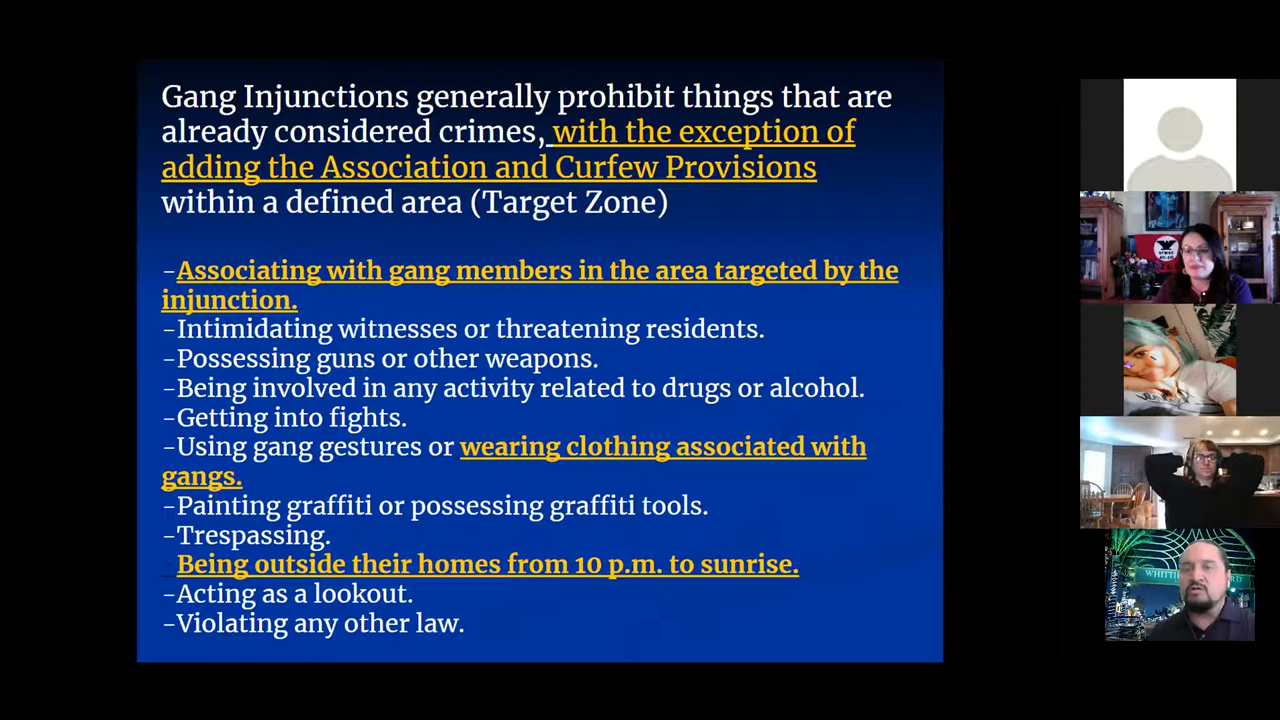 Gang Injunctions generally prohibit things that are
already considered crimes, with the exception of
adding the Association and Curfew Provisions
within a defined area (Target Zone)
-Associating with gang members in the area targeted by the
injunction.
-Intimidating witnesses or threatening residents.
-Possessing guns or other weapons.
-Being involved in any activity related to drugs or alcohol.
-Getting into fights.
-Using gang gestures or wearing clothing associated with
gangs.
-Painting graffiti or possessing graffiti tools.
-Trespassing.
-Being outside their homes from 10 p.m. to sunrise.
-Acting as a lookout.
-Violating any other law.